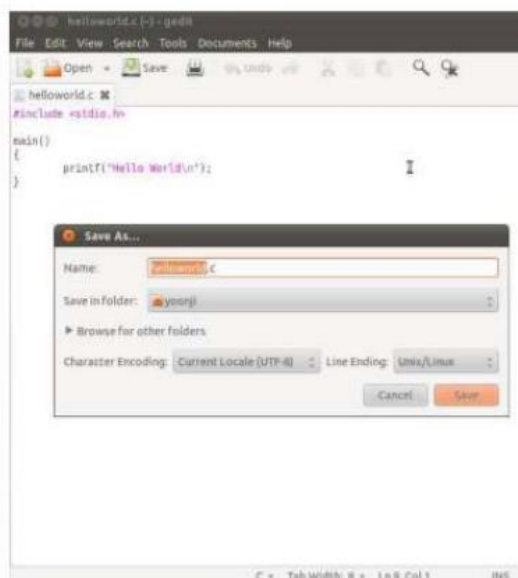 helloworld.c (~) - gedit
File Edit View Search Tools Documents Help
Open Save Undo
helloworld.c
#include <stdio.h>
main()
{
printf("Hello World\n");
}
Save As...
Name: helloworld.c
Save in folder: yoonji
Browse for other folders
Character Encoding: Current Locale (UTF-8) Line Ending: Unix/Linux
Cancel Save
C Tab Width: 8 Ln 8, Col 1 INS